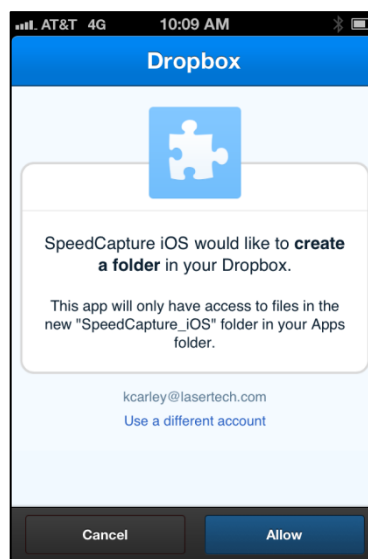 AT&T 4G 10:09 AM
Dropbox
SpeedCapture iOS would like to create
a folder in your Dropbox.
This app will only have access to files in the
new "SpeedCapture_iOS" folder in your Apps
folder.
kcarley@lasertech.com
Use a different account
Cancel Allow